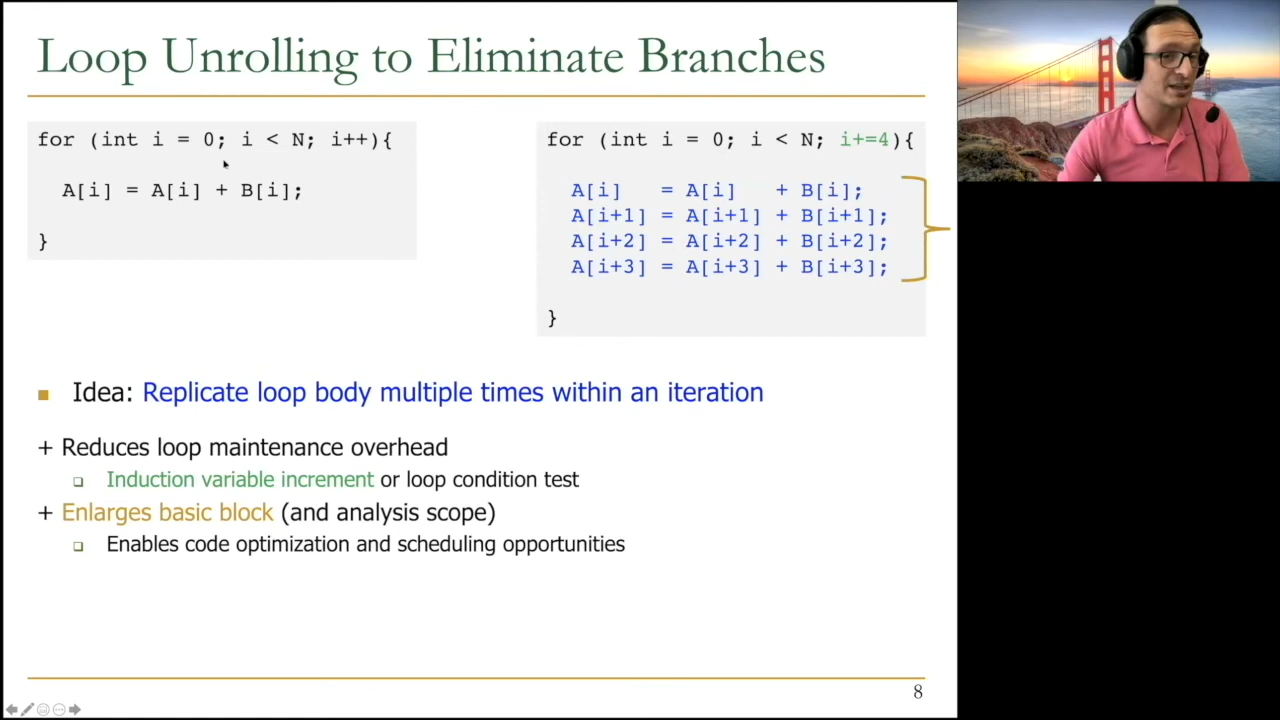 Loop Unrolling to Eliminate Branches
for (int i = 0; i < N; i++){
A[i] = A[i] + B[i];
}
for (int i = 0; i < N; i+=4){
A[i] = A[i] + B[i];
A[i+1] = A[i+1] + B[i+1];
A[i+2] = A[i+2] + B[i+2];
A[i+3] = A[i+3] + B[i+3];
}
Idea: Replicate loop body multiple times within an iteration
+ Reduces loop maintenance overhead
Induction variable increment or loop condition test
+ Enlarges basic block (and analysis scope)
Enables code optimization and scheduling opportunities
8